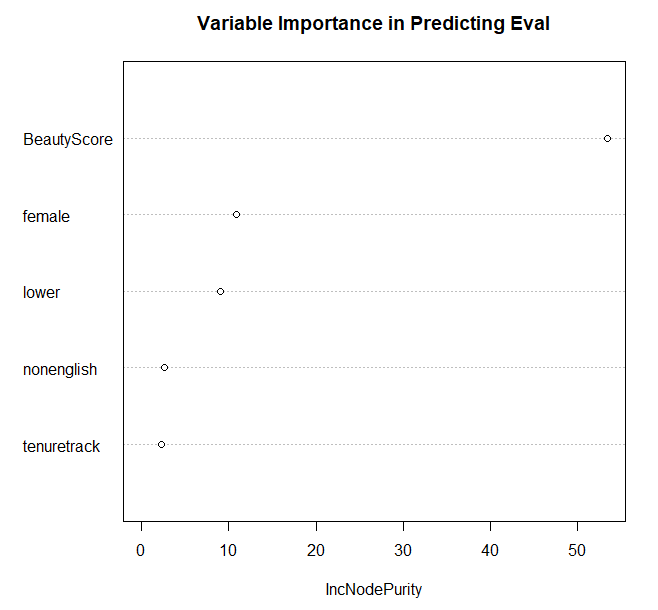 Variable Importance in Predicting Eval
BeautyScore
female
lower
nonenglish
tenuretrack
0 10 20 30 40 50
IncNodePurity